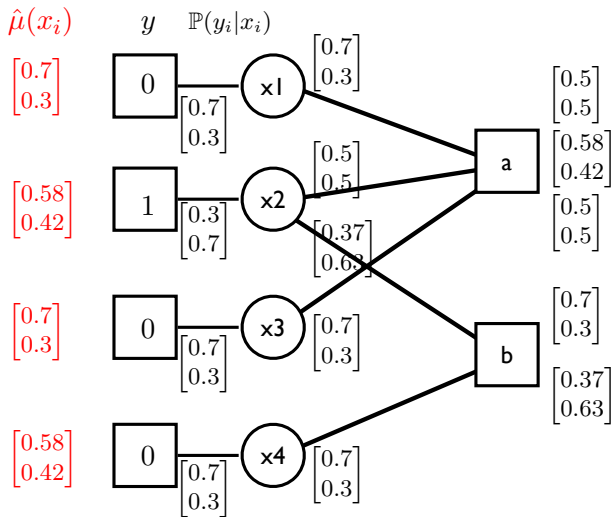 μ̂(x_i) y ℙ(y_i|x_i)
[0.7 0.3] 0 [0.7 0.3] x1 [0.7 0.3]
[0.58 0.42] 1 [0.3 0.7] x2 [0.5 0.5] [0.37 0.63]
[0.7 0.3] 0 [0.7 0.3] x3 [0.7 0.3]
[0.58 0.42] 0 [0.7 0.3] x4 [0.7 0.3]
a [0.5 0.5] [0.58 0.42] [0.5 0.5]
b [0.7 0.3] [0.37 0.63]